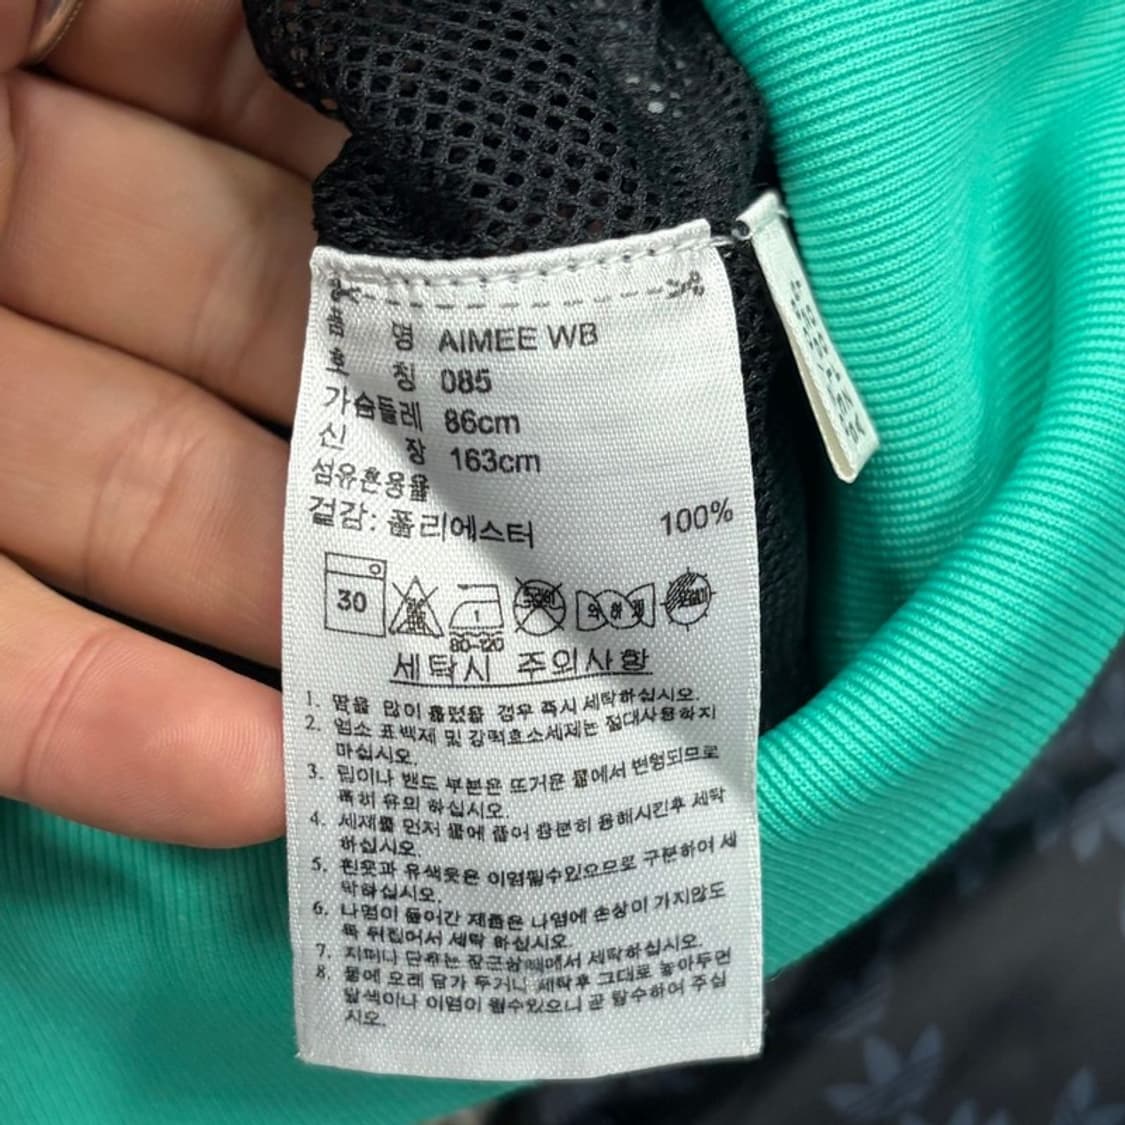 품 명 AIMEE WB
호 칭 085
가슴둘레 86cm
신 장 163cm
섬유혼용율
겉감: 폴리에스터 100%
30
80~120
세탁시 주의사항
1. 땀을 많이 흘렸을 경우 즉시 세탁하십시오.
2. 염소 표백제 및 강력효소세제는 절대사용하지
마십시오.
3. 립이나 밴드 부분은 뜨거운 물에서 변형되므로
특히 유의 하십시오.
4. 세제를 먼저 물에 풀어 충분히 용해시킨후 세탁
하십시오.
5. 흰옷과 유색옷은 이염될수있으므로 구분하여 세
탁하십시오.
6. 나염이 들어간 제품은 나염에 손상이 가지않도
록 뒤집어서 세탁 하십시오.
7. 지퍼나 단추는 잠근상태에서 세탁하십시오.
8. 물에 오래 담가 두거나 세탁후 그대로 놓아두면
탈색이나 이염이 될수있으니 곧 탈수하여 주십
시오.